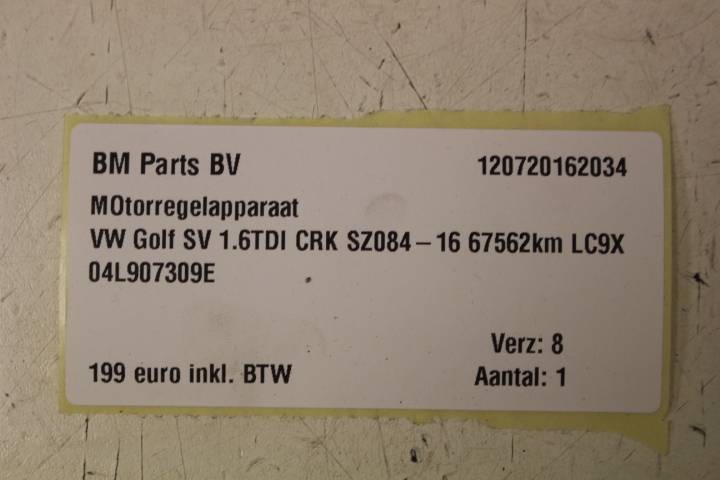 BM Parts BV 120720162034
MOtorregelapparaat
VW Golf SV 1.6TDI CRK SZ084-16 67562km LC9X
04L907309E
Verz: 8
199 euro inkl. BTW Aantal: 1